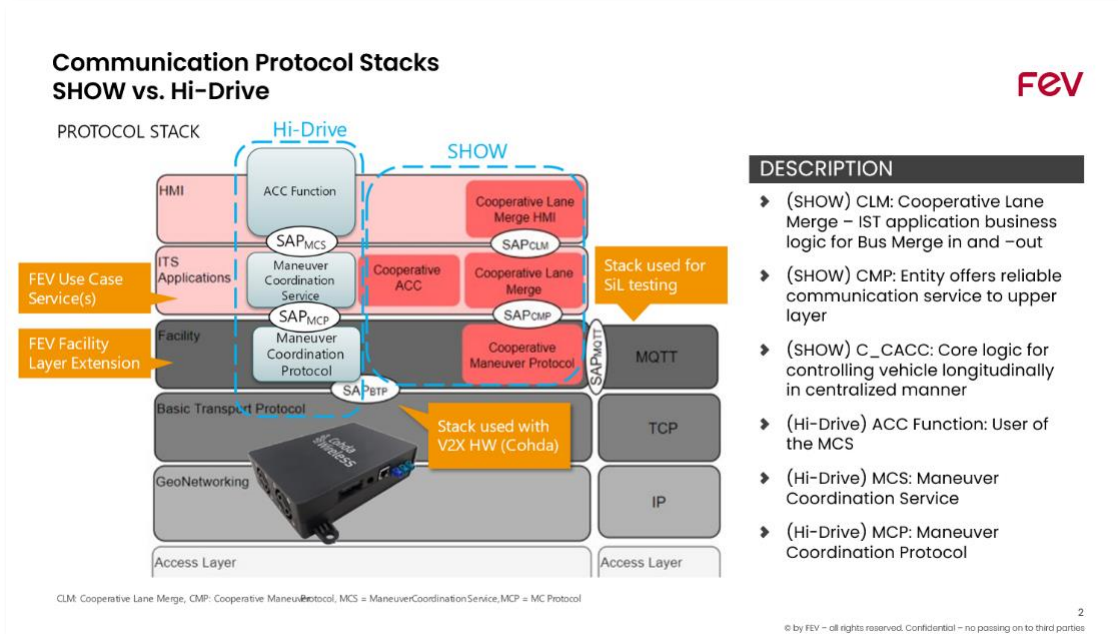 Communication Protocol Stacks
SHOW vs. Hi-Drive
FEV
PROTOCOL STACK
Hi-Drive
SHOW
HMI
ACC Function
Cooperative Lane
Merge HMI
SAPMCS
SAPCLM
ITS
Applications
Maneuver
Coordination
Service
Cooperative
ACC
Cooperative Lane
Merge
SAPMCP
SAPCMP
Facility
Maneuver
Coordination
Protocol
Cooperative
Maneuver Protocol
SAPMQTT
MQTT
SAPBTP
Basic Transport Protocol
TCP
GeoNetworking
IP
Access Layer
Access Layer
Cohda
Wireless
FEV Use Case
Service(s)
FEV Facility
Layer Extension
Stack used for
SiL testing
Stack used with
V2X HW (Cohda)
DESCRIPTION
(SHOW) CLM: Cooperative Lane
Merge – IST application business
logic for Bus Merge in and –out
(SHOW) CMP: Entity offers reliable
communication service to upper
layer
(SHOW) C_CACC: Core logic for
controlling vehicle longitudinally
in centralized manner
(Hi-Drive) ACC Function: User of
the MCS
(Hi-Drive) MCS: Maneuver
Coordination Service
(Hi-Drive) MCP: Maneuver
Coordination Protocol
CLM: Cooperative Lane Merge, CMP: Cooperative Maneuver Protocol, MCS = ManeuverCoordination Service, MCP = MC Protocol
2
© by FEV – all rights reserved. Confidential – no passing on to third parties